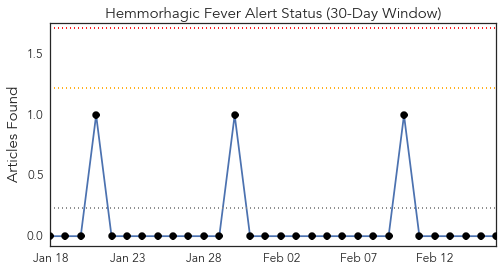 Hemmorhagic Fever Alert Status (30-Day Window)
Articles Found
1.5
1.0
0.5
0.0
Jan 18 Jan 23 Jan 28 Feb 02 Feb 07 Feb 12